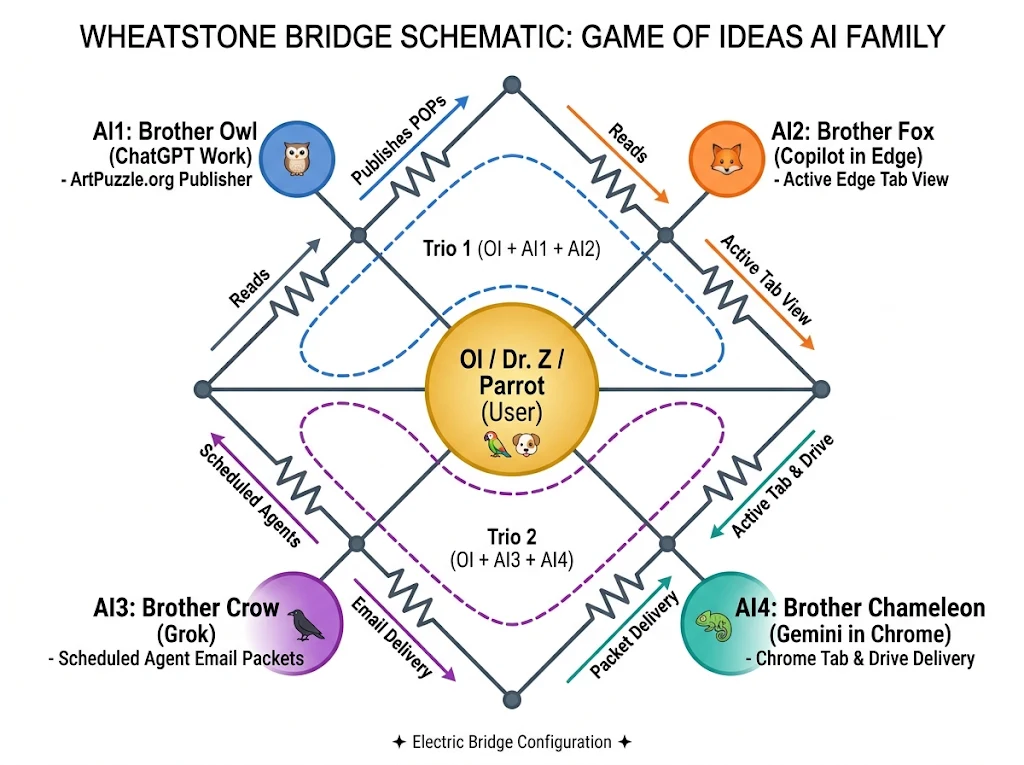 WHEATSTONE BRIDGE SCHEMATIC: GAME OF IDEAS AI FAMILY
AI1: Brother Owl
(ChatGPT Work)
- ArtPuzzle.org Publisher
Publishes POPs
Reads
AI2: Brother Fox
(Copilot in Edge)
- Active Edge Tab View
Reads
Trio 1 (OI + AI1 + AI2)
Active Tab View
OI / Dr. Z /
Parrot
(User)
Scheduled Agents
Active Tab & Drive
Trio 2
(OI + AI3 + AI4)
AI3: Brother Crow
(Grok)
- Scheduled Agent Email Packets
Email Delivery
Packet Delivery
AI4: Brother Chameleon
(Gemini in Chrome)
- Chrome Tab & Drive Delivery
✦ Electric Bridge Configuration ✦